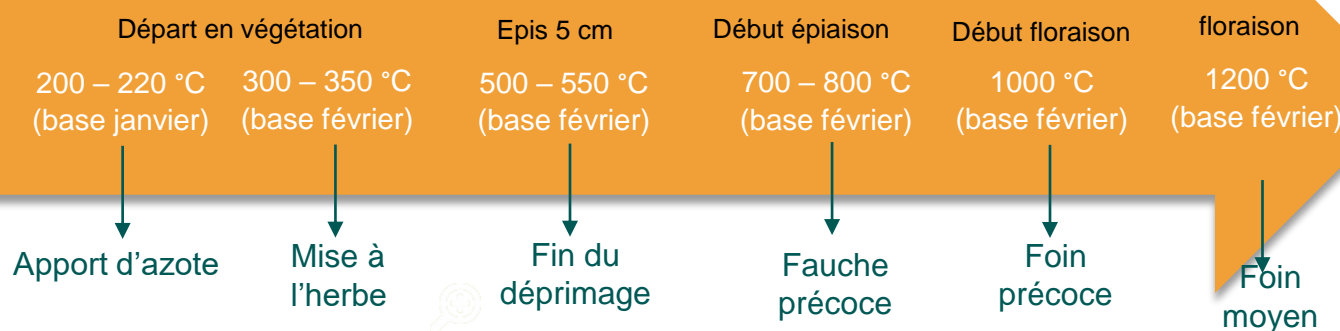 Départ en végétation
Epis 5 cm
Début épiaison
Début floraison
floraison
200 – 220 °C
(base janvier)
300 – 350 °C
(base février)
500 – 550 °C
(base février)
700 – 800 °C
(base février)
1000 °C
(base février)
1200 °C
(base février)
Apport d’azote
Mise à
l’herbe
Fin du
déprimage
Fauche
précoce
Foin
précoce
Foin
moyen